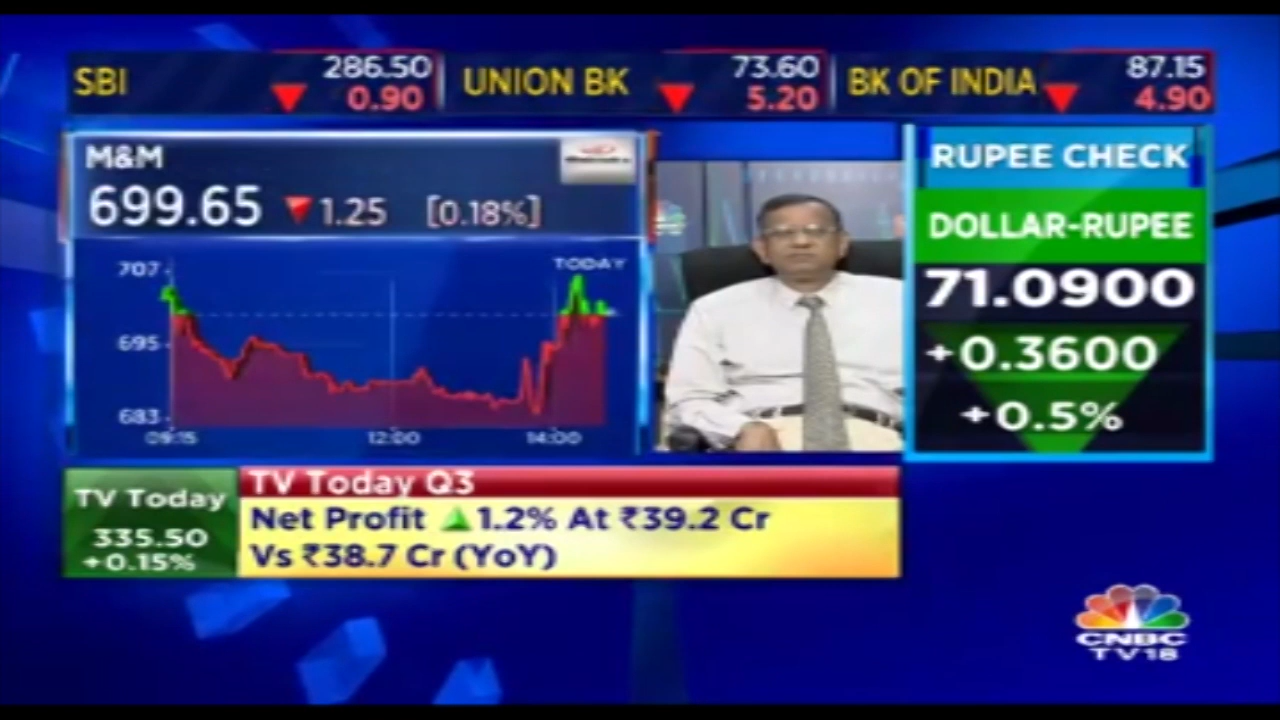 SBI 286.50 UNION BK 73.60 BK OF INDIA 87.15
▼ 0.90 ▼ 5.20 ▼ 4.90
M&M
699.65 ▼ 1.25 [0.18%]
TODAY
707
695
683
09:15 12:00 14:00
RUPEE CHECK
DOLLAR-RUPEE
71.0900
+0.3600
+0.5%
TV Today
335.50
+0.15%
TV Today Q3
Net Profit ▲ 1.2% At ₹39.2 Cr
Vs ₹38.7 Cr (YoY)
CNBC
TV18